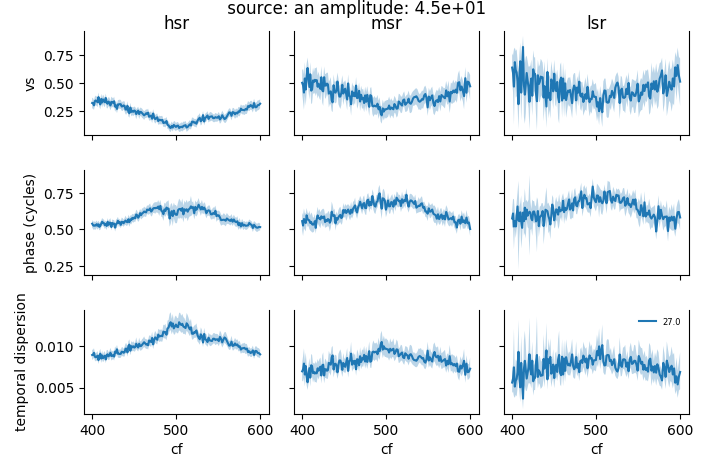 source: an amplitude: 4.5e+01
hsr
msr
lsr
vs
0.75
0.50
0.25
phase (cycles)
0.75
0.50
0.25
temporal dispersion
0.010
0.005
27.0
400 500 600
400 500 600
400 500 600
cf
cf
cf